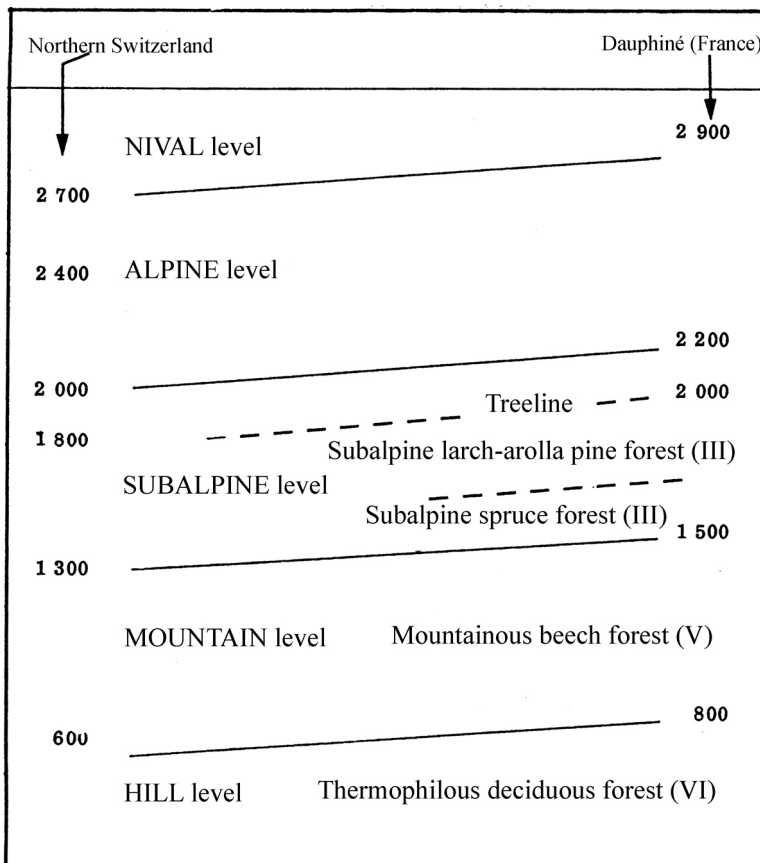 Northern Switzerland Dauphiné (France)
2 900
NIVAL level
2 700
2 400 ALPINE level
2 200
2 000
Treeline 2 000
1 800
Subalpine larch-arolla pine forest (III)
SUBALPINE level
Subalpine spruce forest (III)
1 500
1 300
MOUNTAIN level Mountainous beech forest (V)
800
600
HILL level Thermophilous deciduous forest (VI)